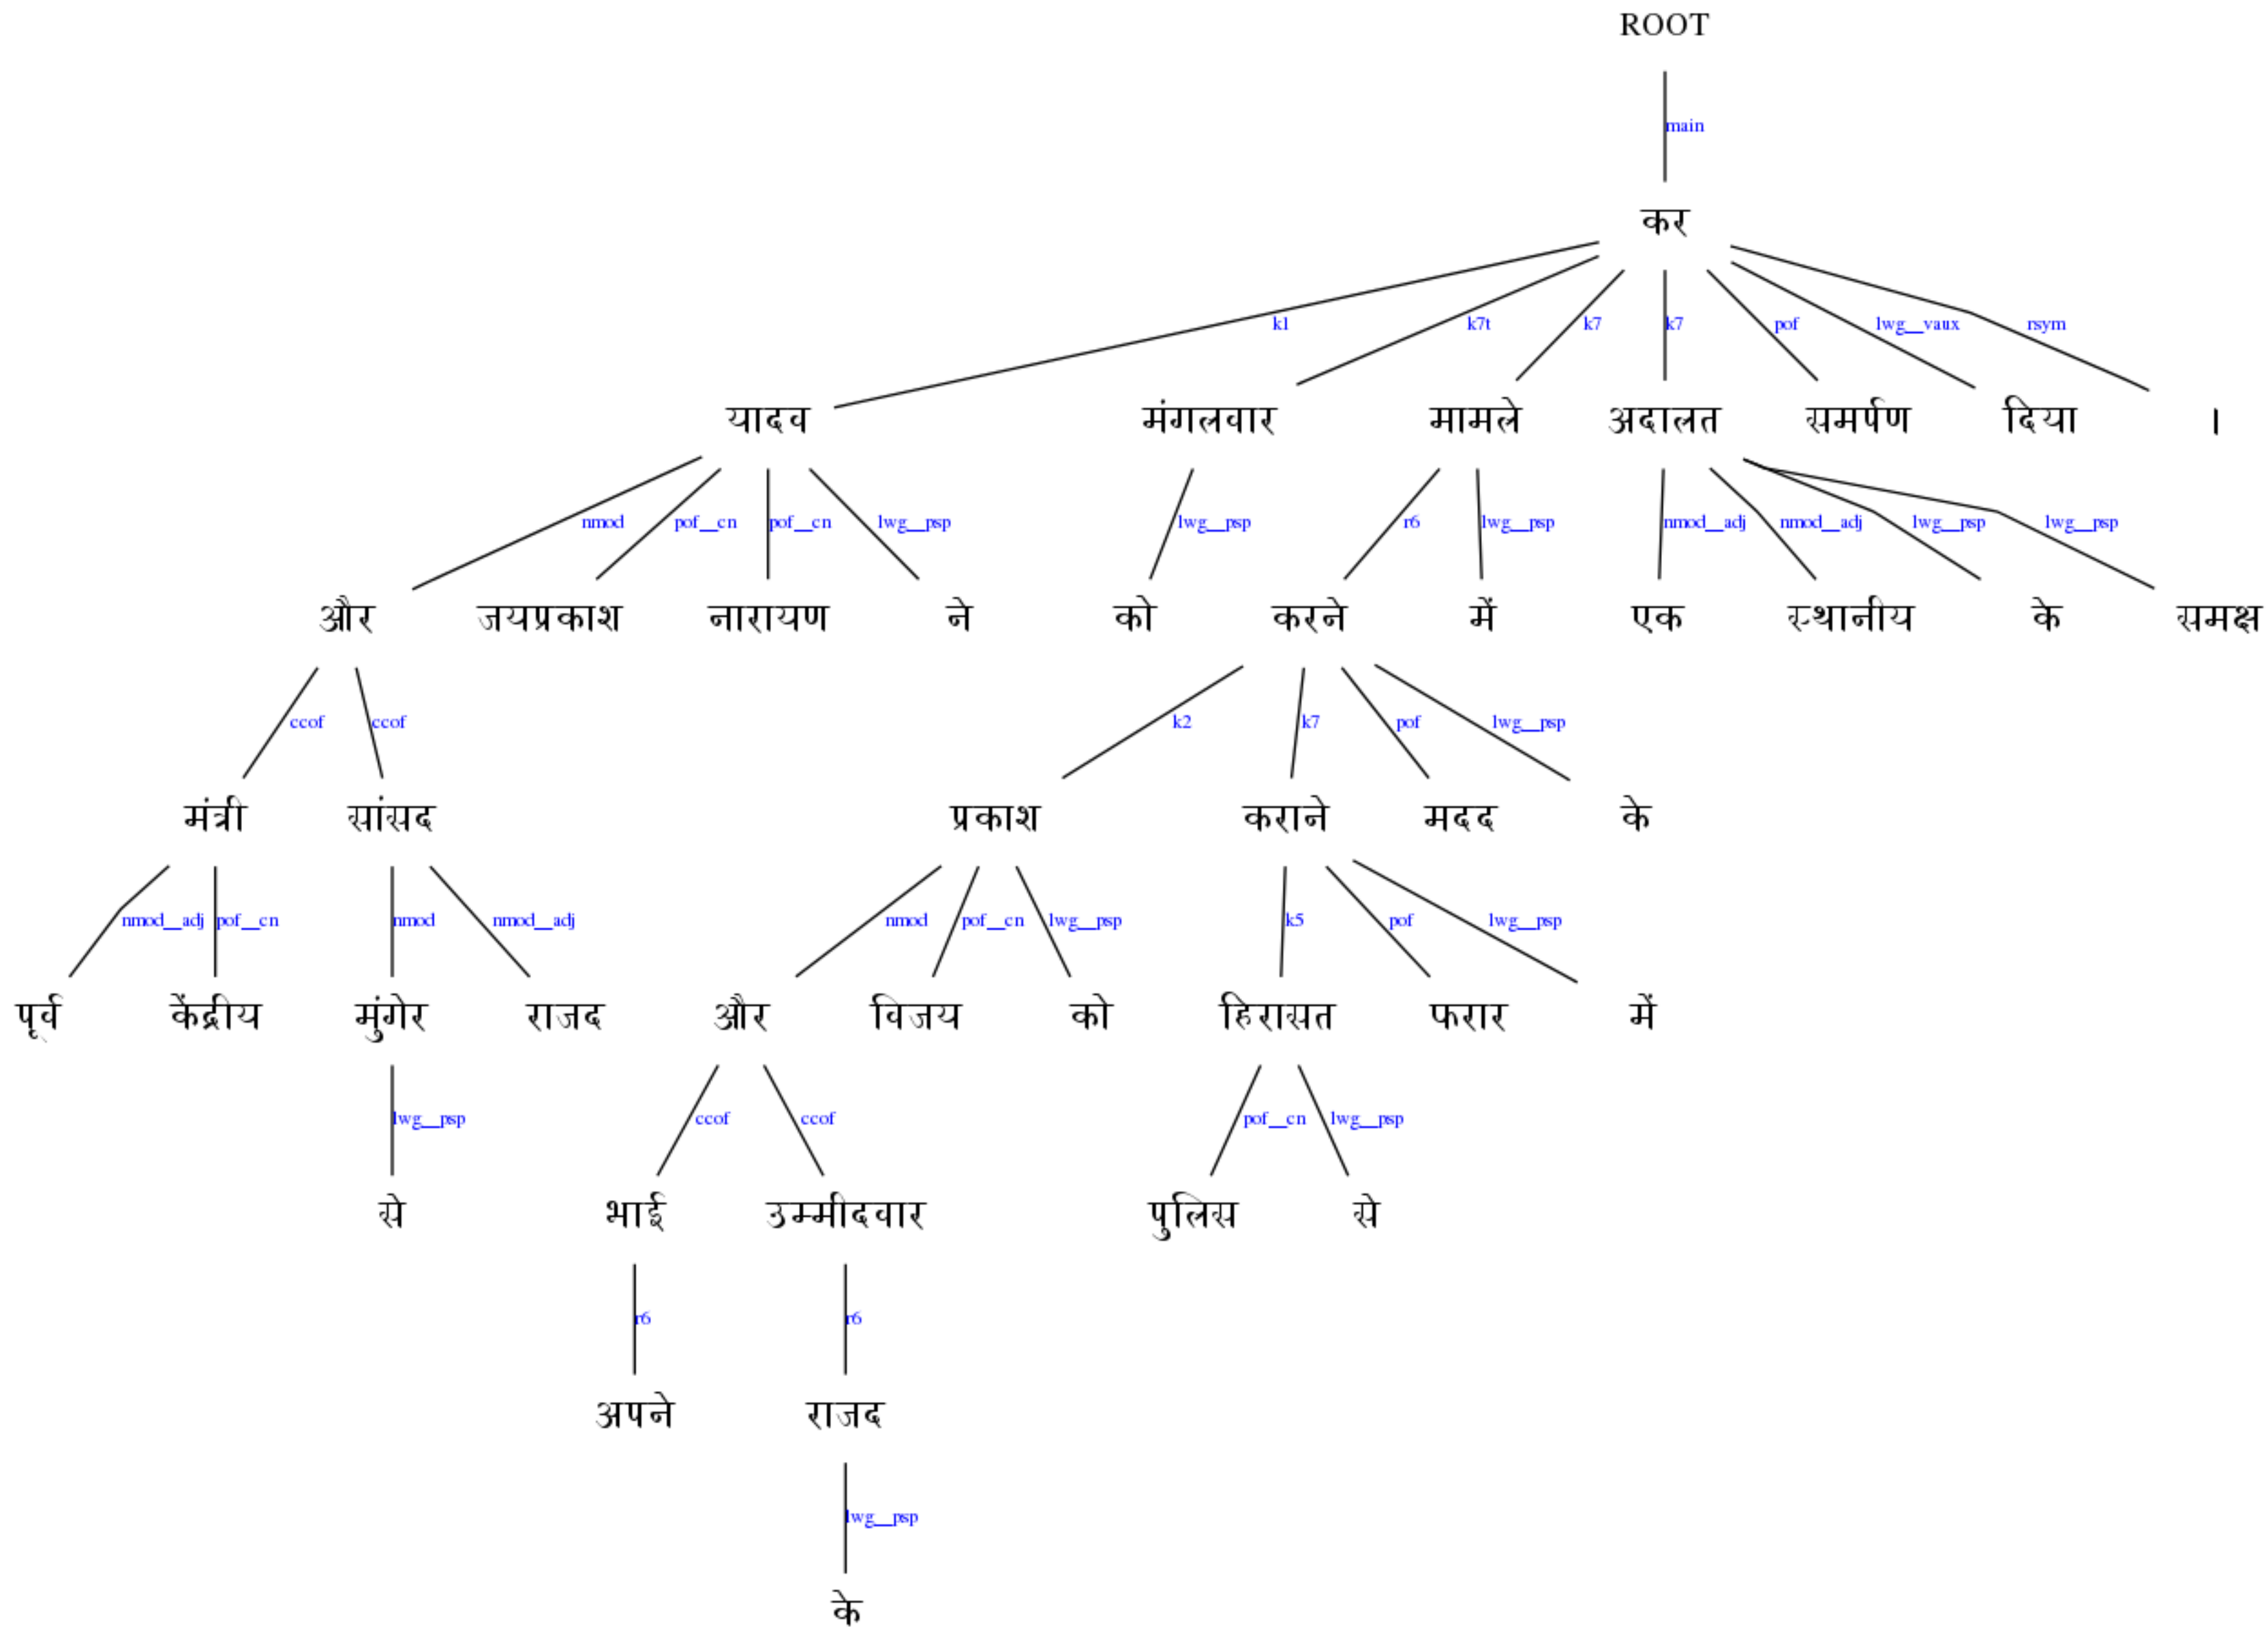 ROOT
main
कर
k1 k7t k7 k7 pof lwg__vaux rsym
यादव मंगलवार मामले अदालत समर्पण दिया ।
nmod pof__cn pof__cn lwg__psp lwg__psp r6 lwg__psp nmod__adj nmod__adj lwg__psp lwg__psp
और जयप्रकाश नारायण ने को करने में एक स्थानीय के समक्ष
ccof ccof k2 k7 pof lwg__psp
मंत्री सांसद प्रकाश कराने मदद के
nmod__adj pof__cn nmod nmod__adj nmod pof__cn lwg__psp k5 pof lwg__psp
पूर्व केंद्रीय मुंगेर राजद और विजय को हिरासत फरार में
lwg__psp ccof ccof pof__cn lwg__psp
से भाई उम्मीदवार पुलिस से
r6 r6
अपने राजद
lwg__psp
के